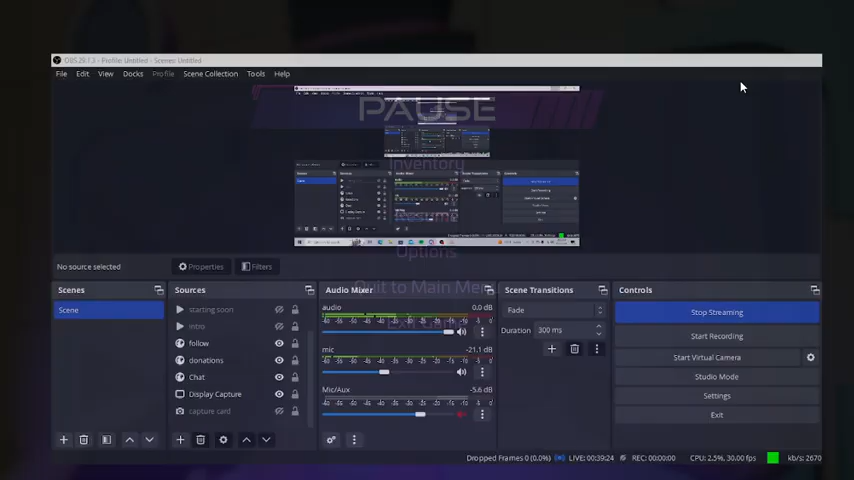 OBS 29.1.3 - Profile: Untitled - Scenes: Untitled
File Edit View Docks Profile Scene Collection Tools Help
PAUSE
Inventory
Resume
Options
Quit to Main Menu
Exit Game
No source selected
Properties
Filters
Scenes
Scene
Sources
starting soon
intro
follow
donations
Chat
Display Capture
capture card
Audio Mixer
audio 0.0 dB
mic -21.1 dB
Mic/Aux -5.6 dB
Scene Transitions
Fade
Duration 300 ms
Controls
Stop Streaming
Start Recording
Start Virtual Camera
Studio Mode
Settings
Exit
Dropped Frames 0 (0.0%) LIVE: 00:39:24 REC: 00:00:00 CPU: 2.5%, 30.00 fps kb/s: 2670